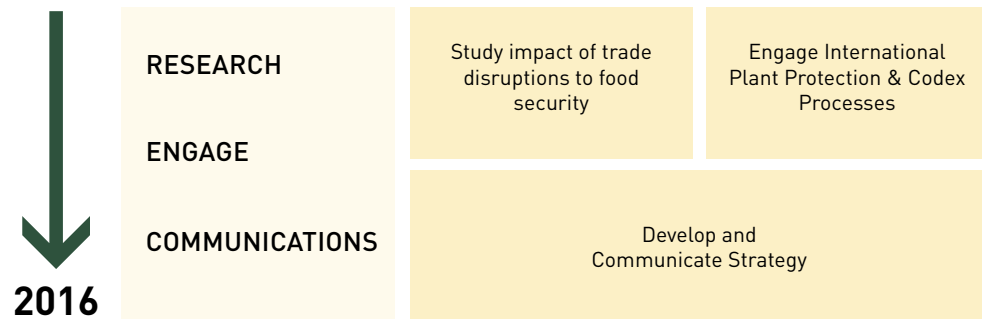 RESEARCH
Study impact of trade
disruptions to food
security
Engage International
Plant Protection & Codex
Processes
ENGAGE
COMMUNICATIONS
Develop and
Communicate Strategy
2016